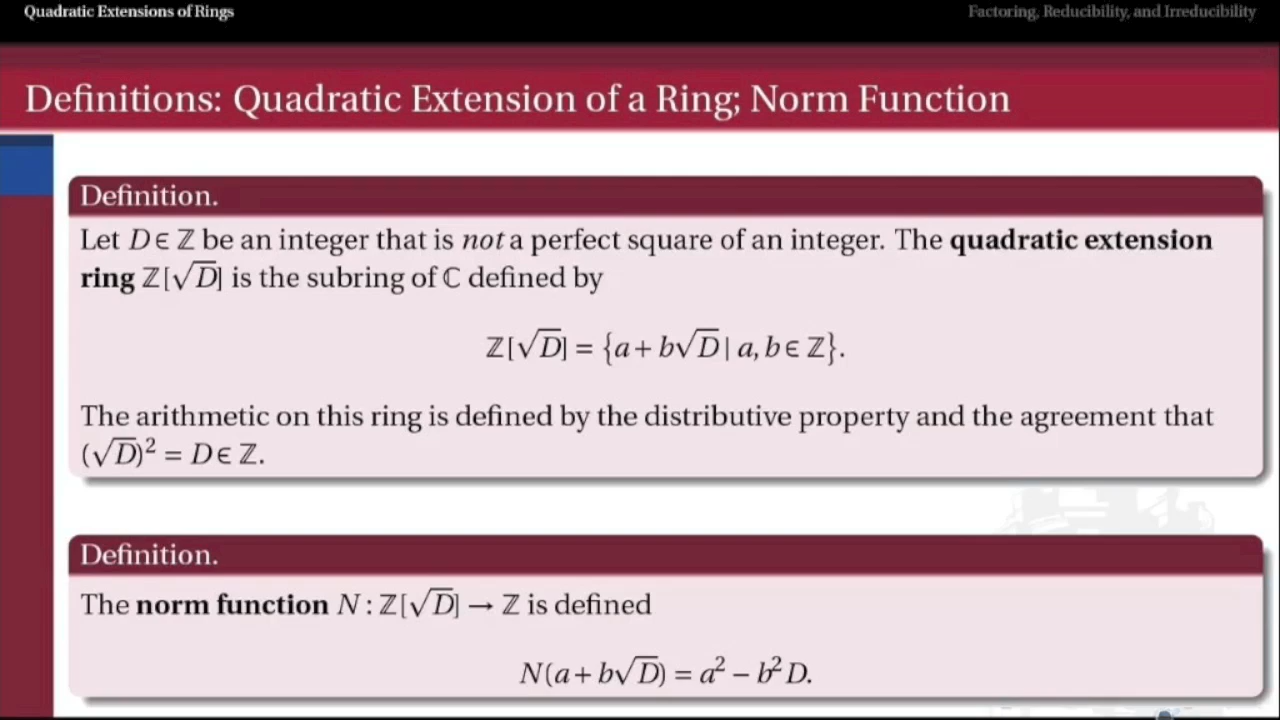 Quadratic Extensions of Rings
Factoring, Reducibility, and Irreducibility
Definitions: Quadratic Extension of a Ring; Norm Function
Definition.
Let D ∈ ℤ be an integer that is not a perfect square of an integer. The quadratic extension
ring ℤ[√D] is the subring of ℂ defined by
ℤ[√D] = {a + b√D | a, b ∈ ℤ}.
The arithmetic on this ring is defined by the distributive property and the agreement that
(√D)² = D ∈ ℤ.
Definition.
The norm function N : ℤ[√D] → ℤ is defined
N(a + b√D) = a² − b²D.